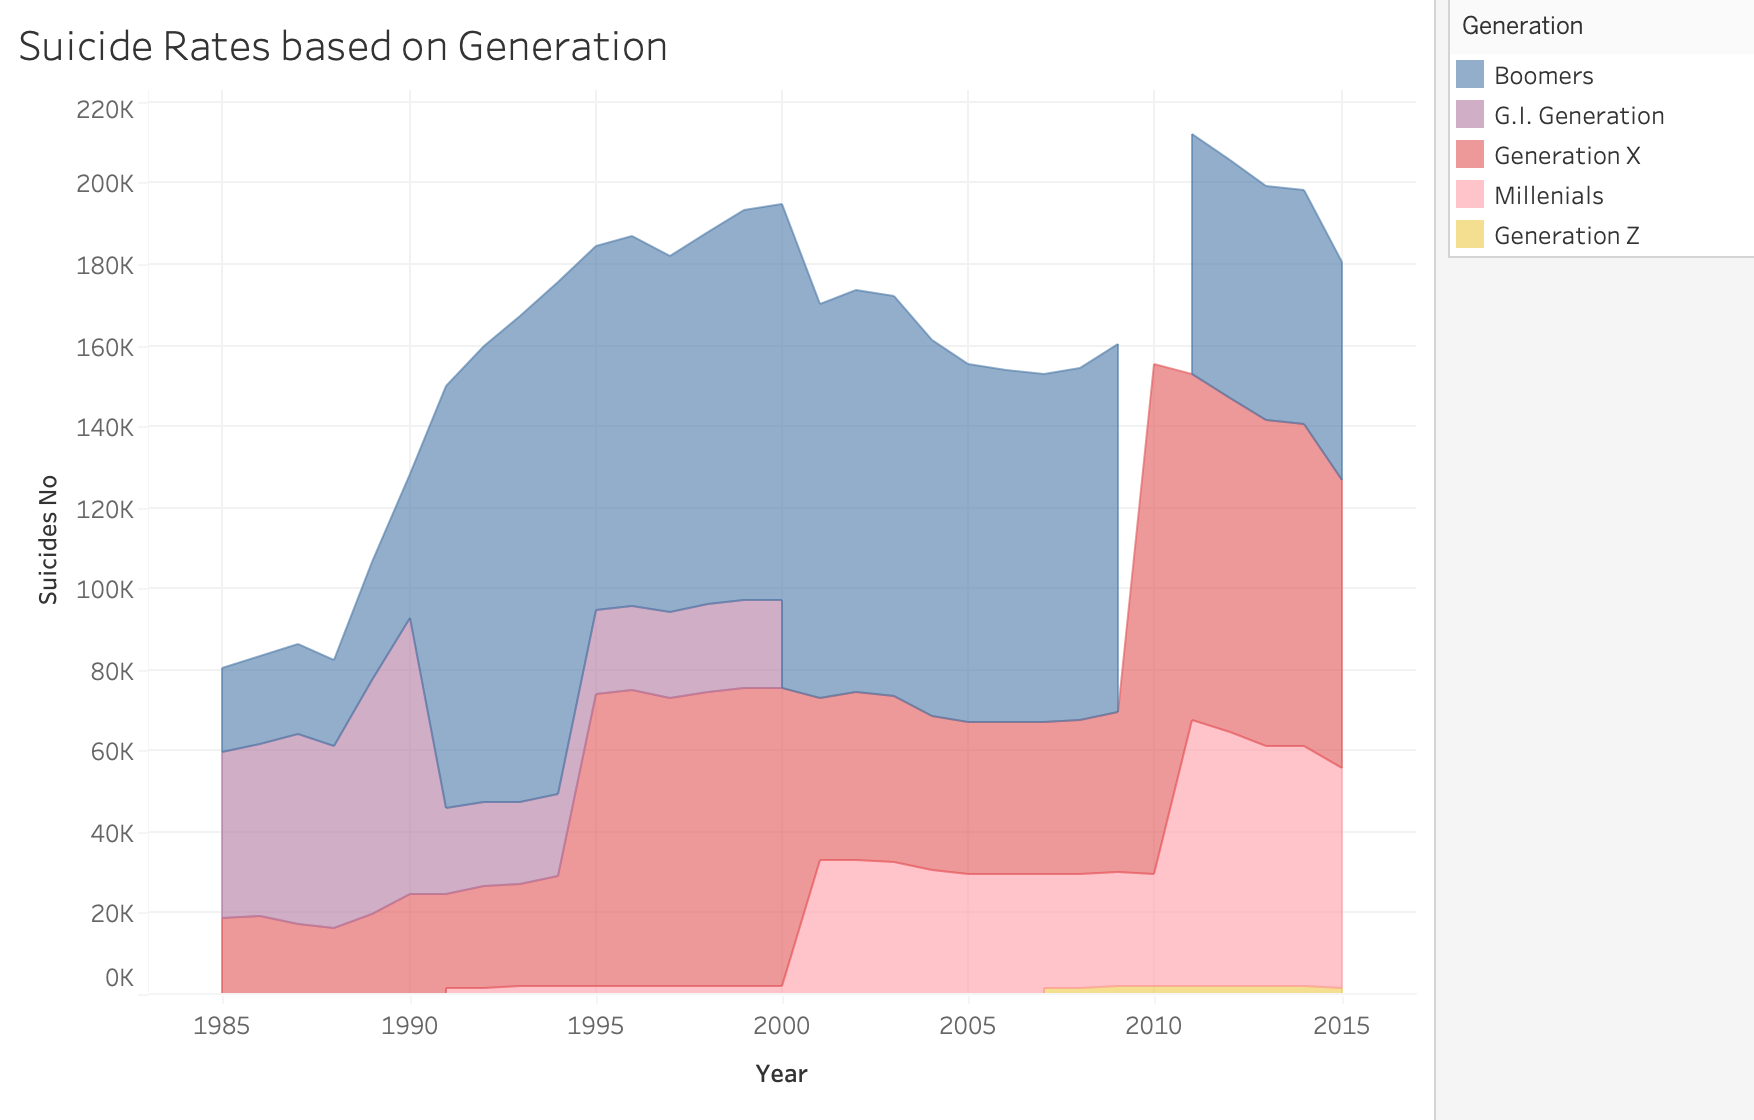 Suicide Rates based on Generation
Generation
Boomers
G.I. Generation
Generation X
Millenials
Generation Z
220K
200K
180K
160K
140K
120K
100K
80K
60K
40K
20K
0K
Suicides No
1985 1990 1995 2000 2005 2010 2015
Year